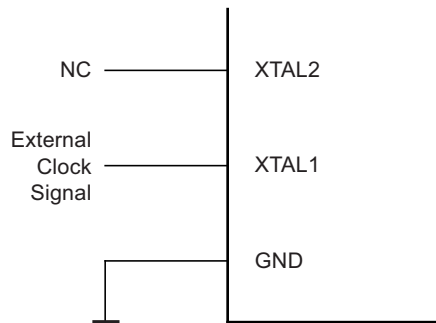 NC
XTAL2
External
Clock
Signal
XTAL1
GND